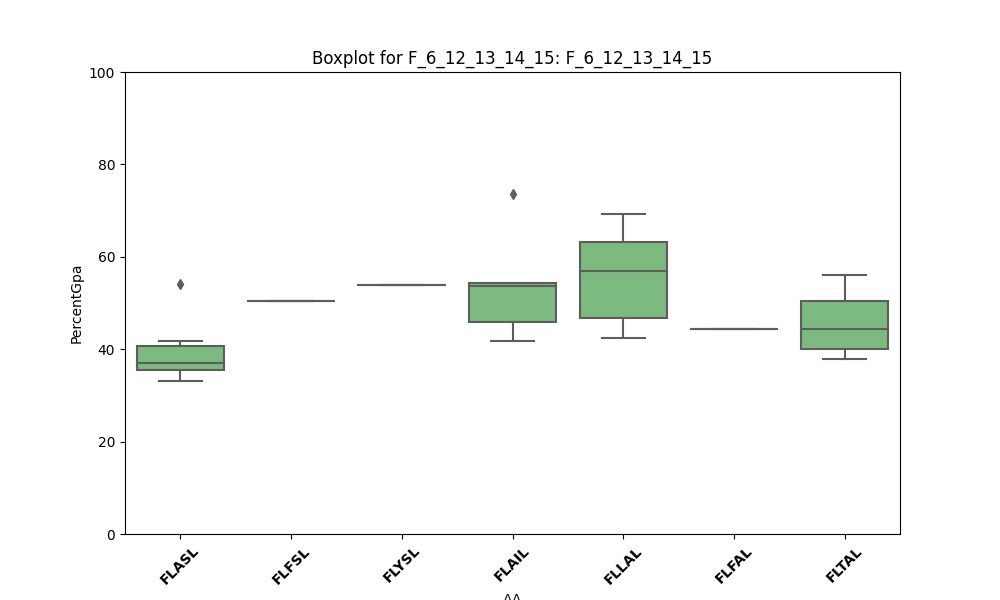 Boxplot for F_6_12_13_14_15: F_6_12_13_14_15
100
80
60
40
20
0
PercentGpa
FLASL
FLFSL
FLYSL
FLAIL
FLLAL
FLFAL
FLTAL